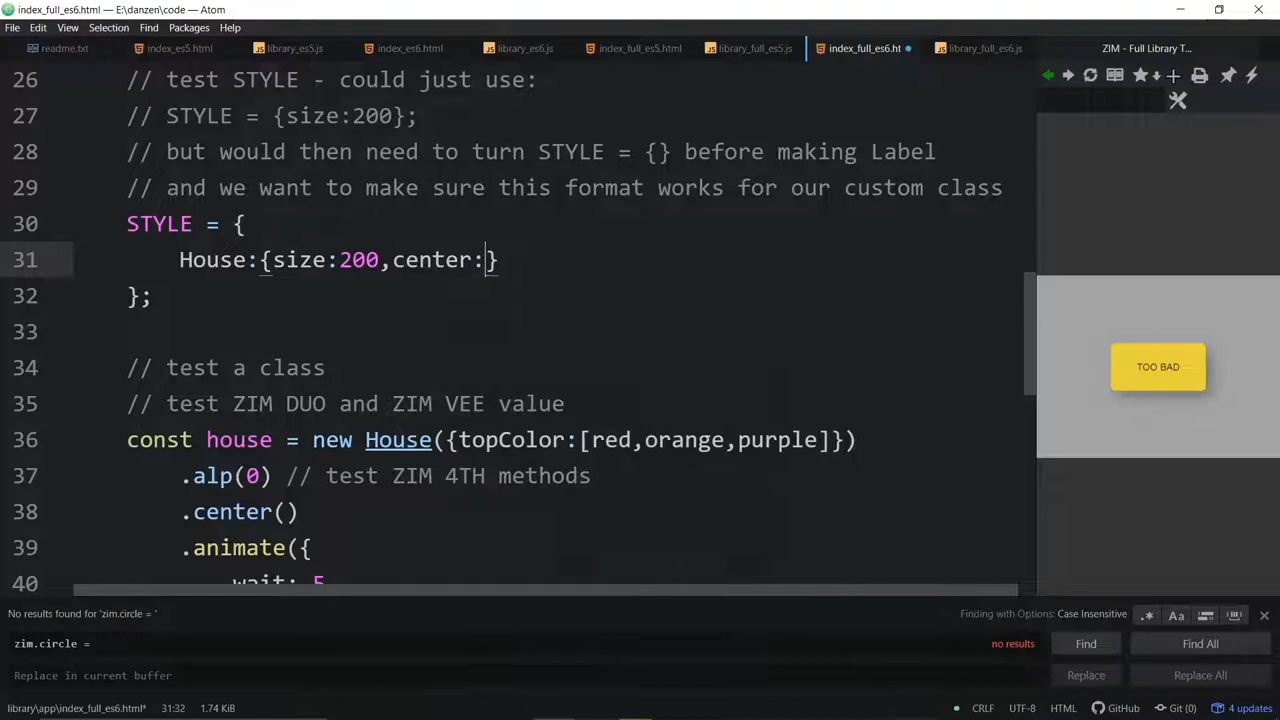 index_full_es6.html — E:\danzen\code — Atom
File Edit View Selection Find Packages Help
readme.txt index_es5.html library_es5.js index_es6.html library_es6.js index_full_es5.html library_full_es5.js index_full_es6.ht library_full_es6.js ZIM - Full Library T...
26 // test STYLE - could just use:
27 // STYLE = {size:200};
28 // but would then need to turn STYLE = {} before making Label
29 // and we want to make sure this format works for our custom class
30 STYLE = {
31 House:{size:200,center:}
32 };
33
34 // test a class
35 // test ZIM DUO and ZIM VEE value
36 const house = new House({topColor:[red,orange,purple]})
37 .alp(0) // test ZIM 4TH methods
38 .center()
39 .animate({
40 wait: 5
TOO BAD
No results found for 'zim.circle = '
Finding with Options: Case Insensitive
.* Aa
zim.circle =
no results
Find
Find All
Replace in current buffer
Replace
Replace All
library\app\index_full_es6.html* 31:32 1.74 KiB
CRLF UTF-8 HTML GitHub Git (0) 4 updates